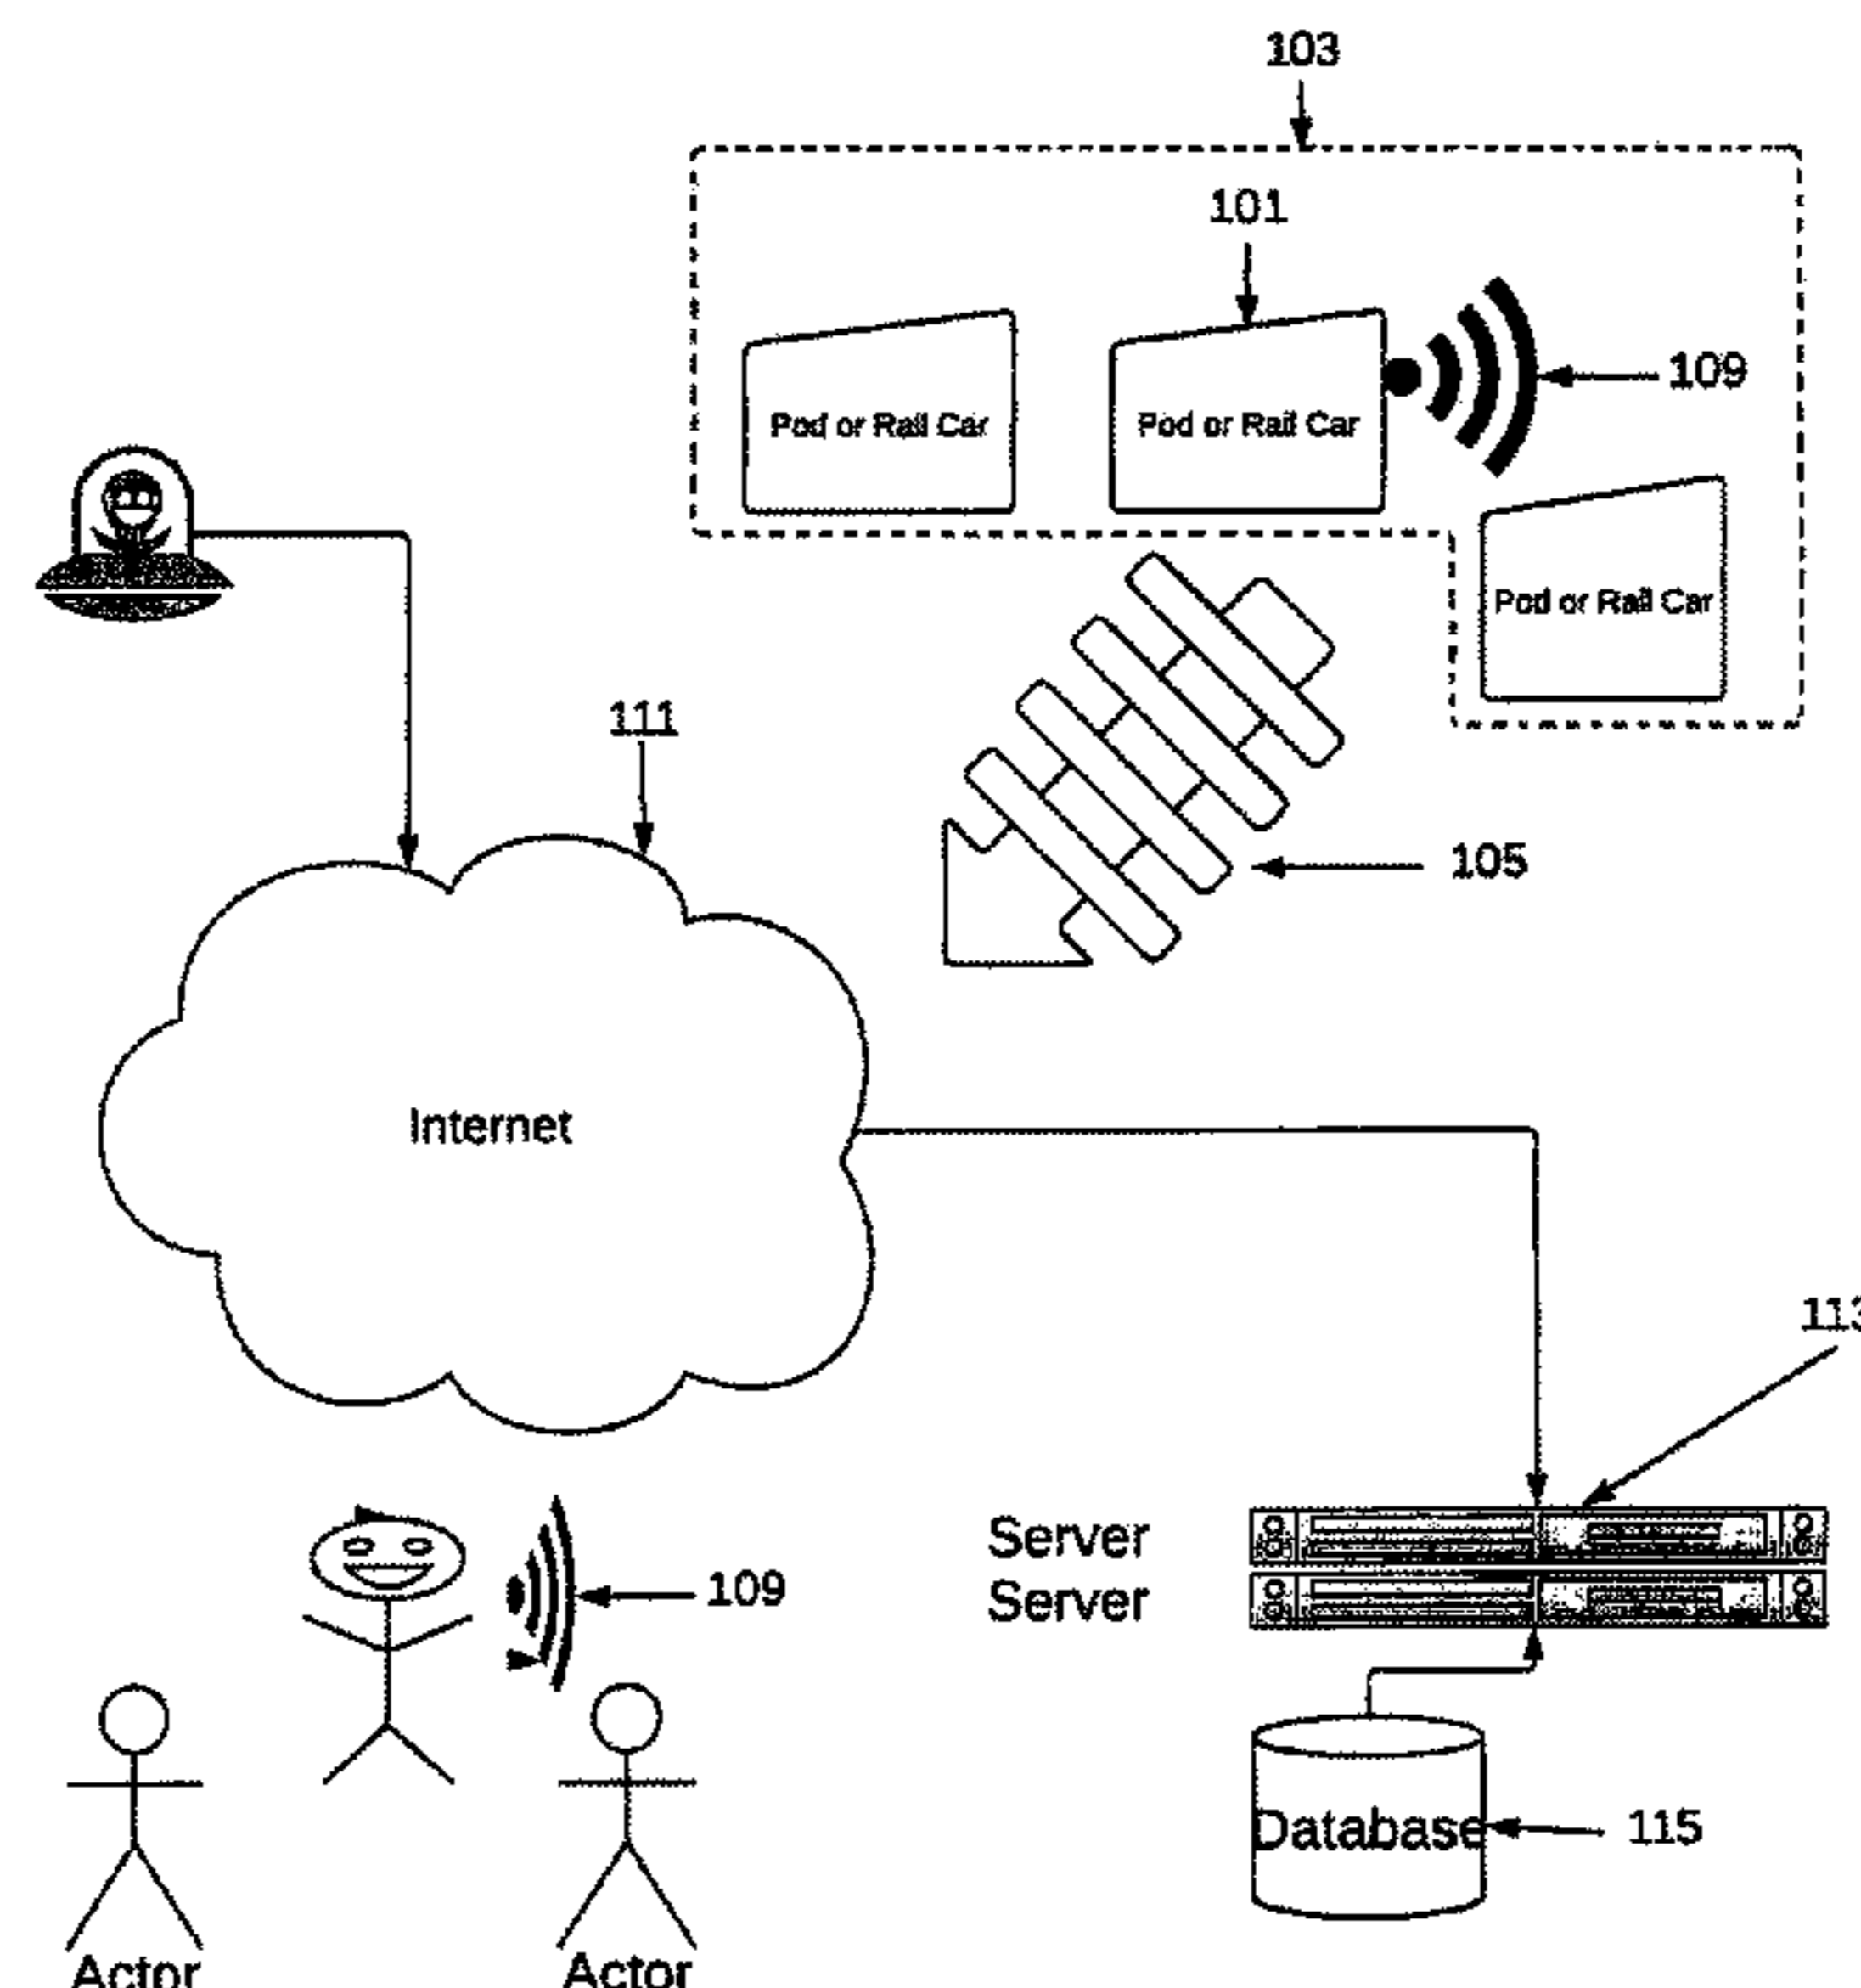 103
101
109
Pod or Rail Car
Pod or Rail Car
Pod or Rail Car
111
105
Internet
113
Server
109
Server
115
Database
Actor
Actor